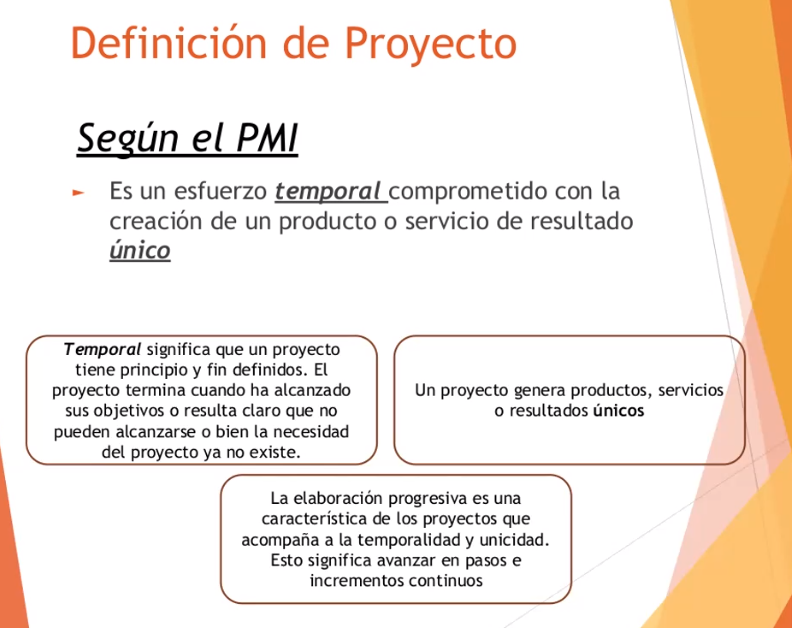 Definición de Proyecto
Según el PMI
► Es un esfuerzo temporal comprometido con la
creación de un producto o servicio de resultado
único
Temporal significa que un proyecto
tiene principio y fin definidos. El
proyecto termina cuando ha alcanzado
sus objetivos o resulta claro que no
pueden alcanzarse o bien la necesidad
del proyecto ya no existe.
Un proyecto genera productos, servicios
o resultados únicos
La elaboración progresiva es una
característica de los proyectos que
acompaña a la temporalidad y unicidad.
Esto significa avanzar en pasos e
incrementos continuos